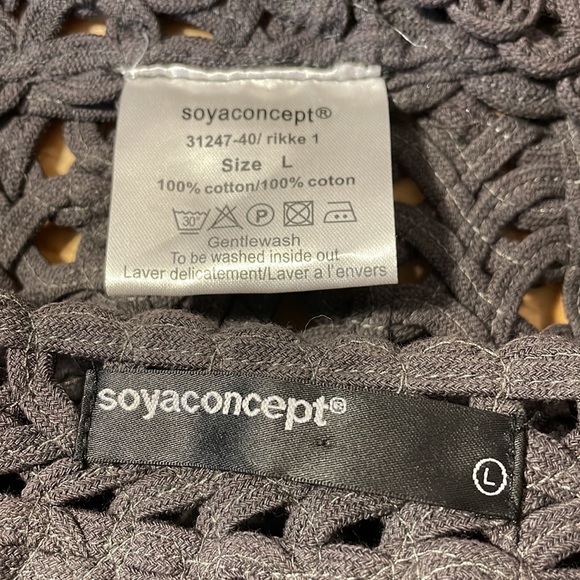 soyaconcept®
31247-40/ rikke 1
Size L
100% cotton/100% coton
30° P
Gentlewash
To be washed inside out
Laver delicalement/Laver a l'envers
soyaconcept®
L